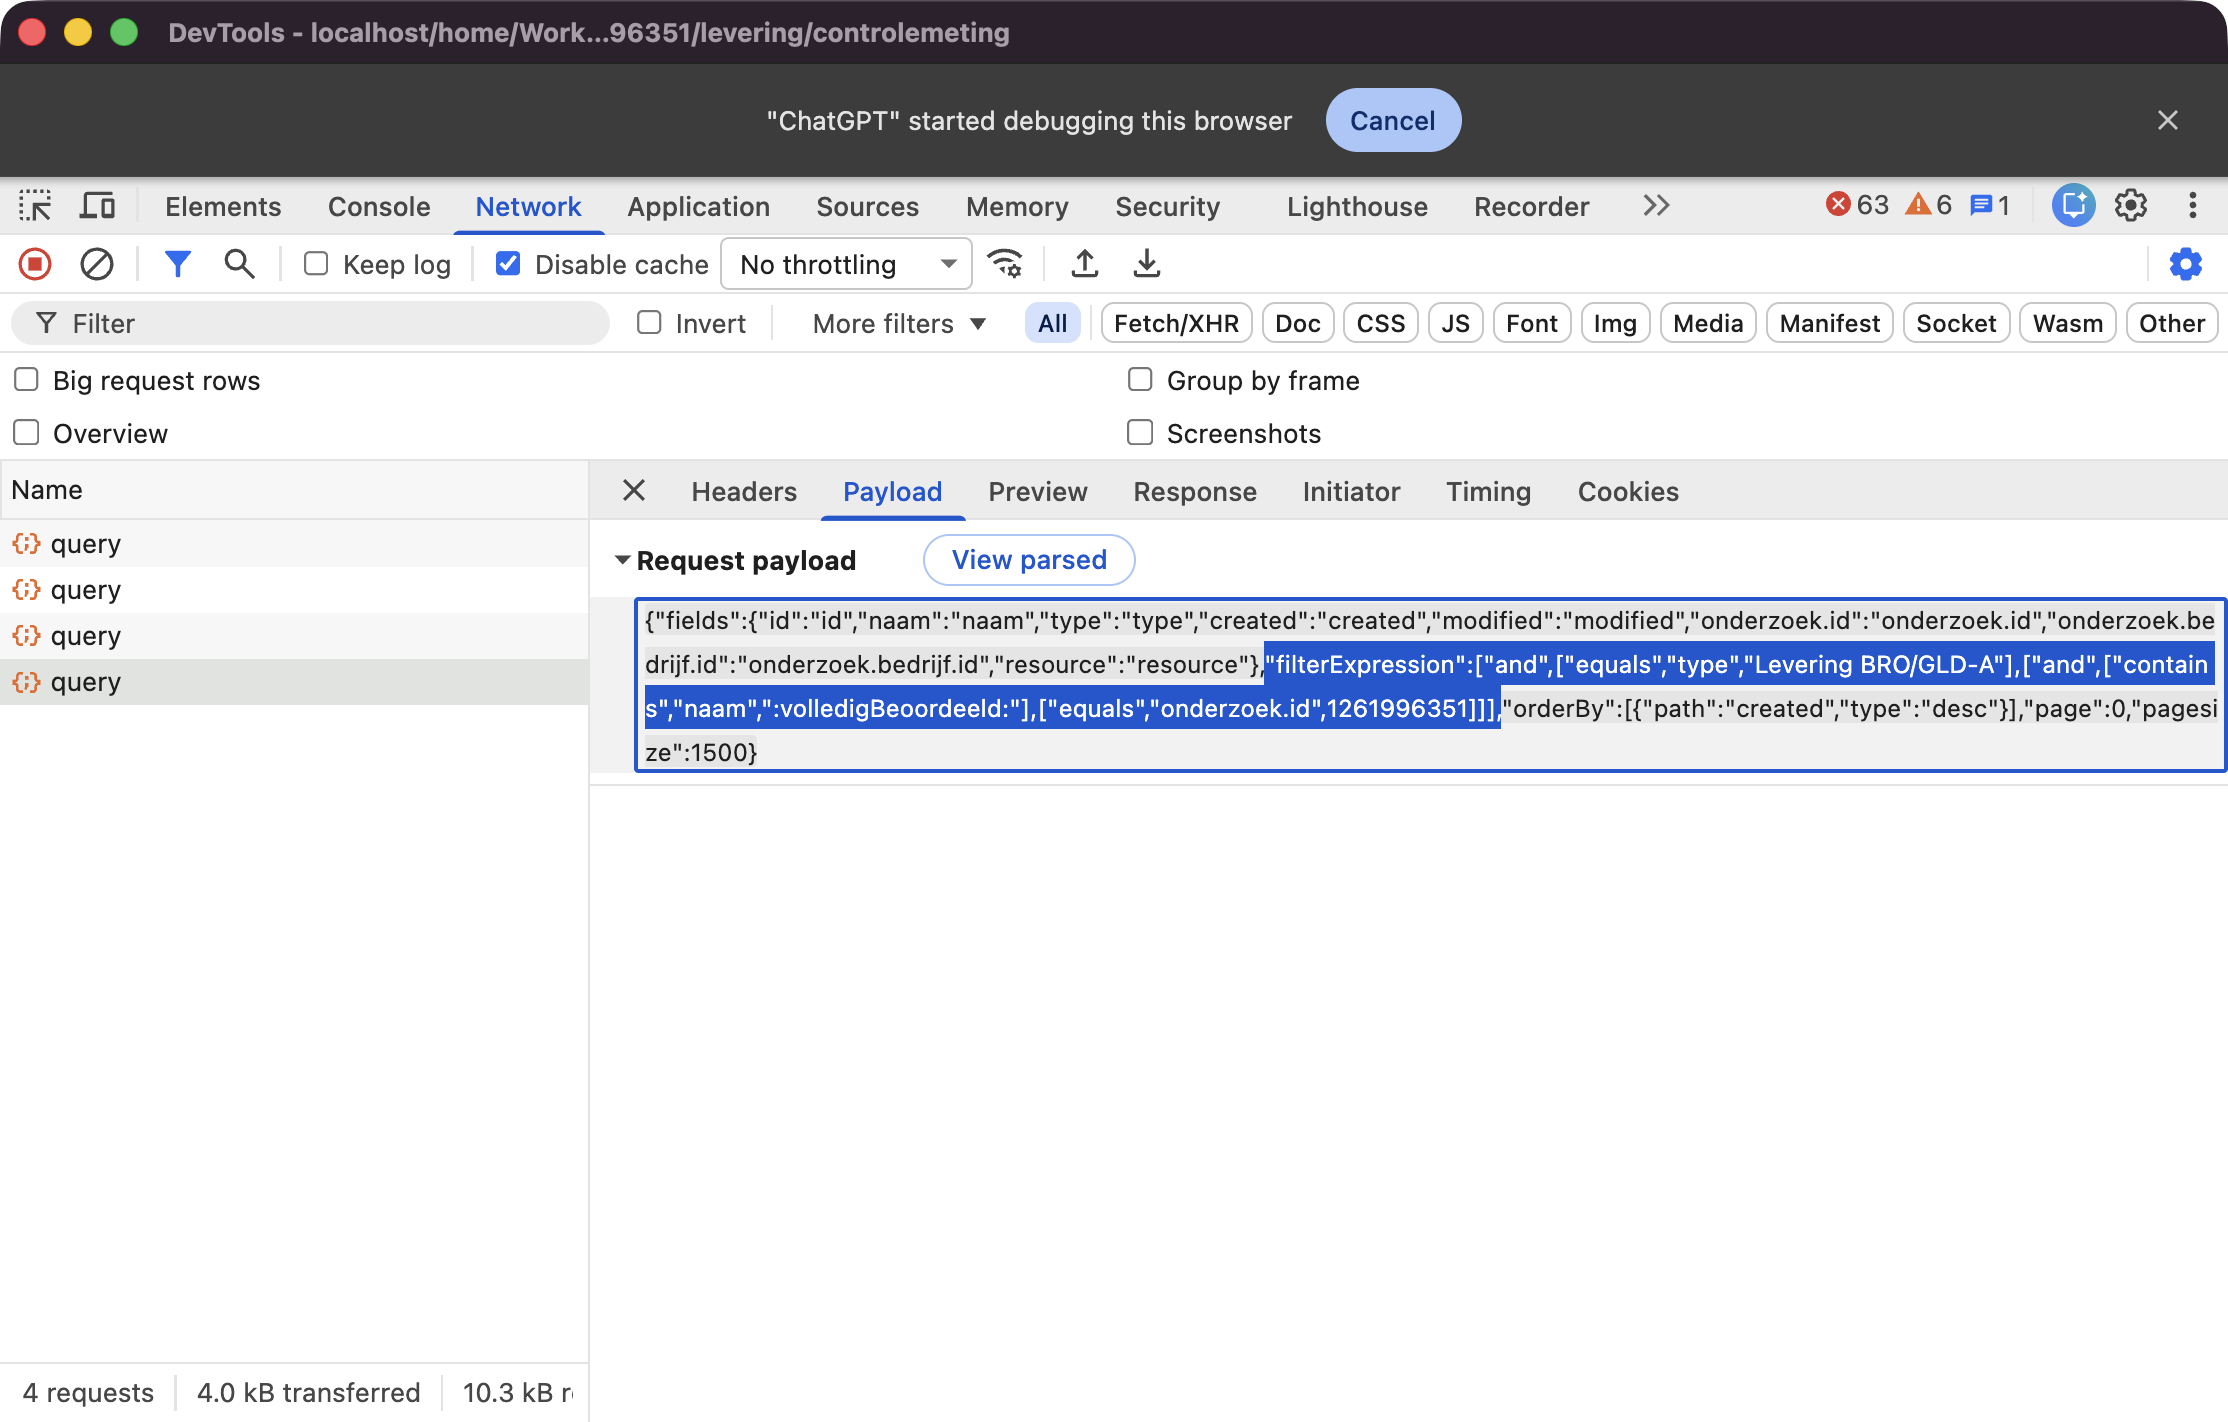 DevTools - localhost/home/Work...96351/levering/controlemeting
"ChatGPT" started debugging this browser Cancel
Elements Console Network Application Sources Memory Security Lighthouse Recorder 63 6 1
Keep log Disable cache No throttling
Filter Invert More filters All Fetch/XHR Doc CSS JS Font Img Media Manifest Socket Wasm Other
Big request rows Group by frame
Overview Screenshots
Name Headers Payload Preview Response Initiator Timing Cookies
query
query
query
query
Request payload View parsed
{"fields":{"id":"id","naam":"naam","type":"type","created":"created","modified":"modified","onderzoek.id":"onderzoek.id","onderzoek.be
drijf.id":"onderzoek.bedrijf.id","resource":"resource"},"filterExpression":["and",["equals","type","Levering BRO/GLD-A"],["and",["contain
s","naam",":volledigBeoordeeld:"],["equals","onderzoek.id",1261996351]]],"orderBy":[{"path":"created","type":"desc"}],"page":0,"pagesi
ze":1500}
4 requests 4.0 kB transferred 10.3 kB